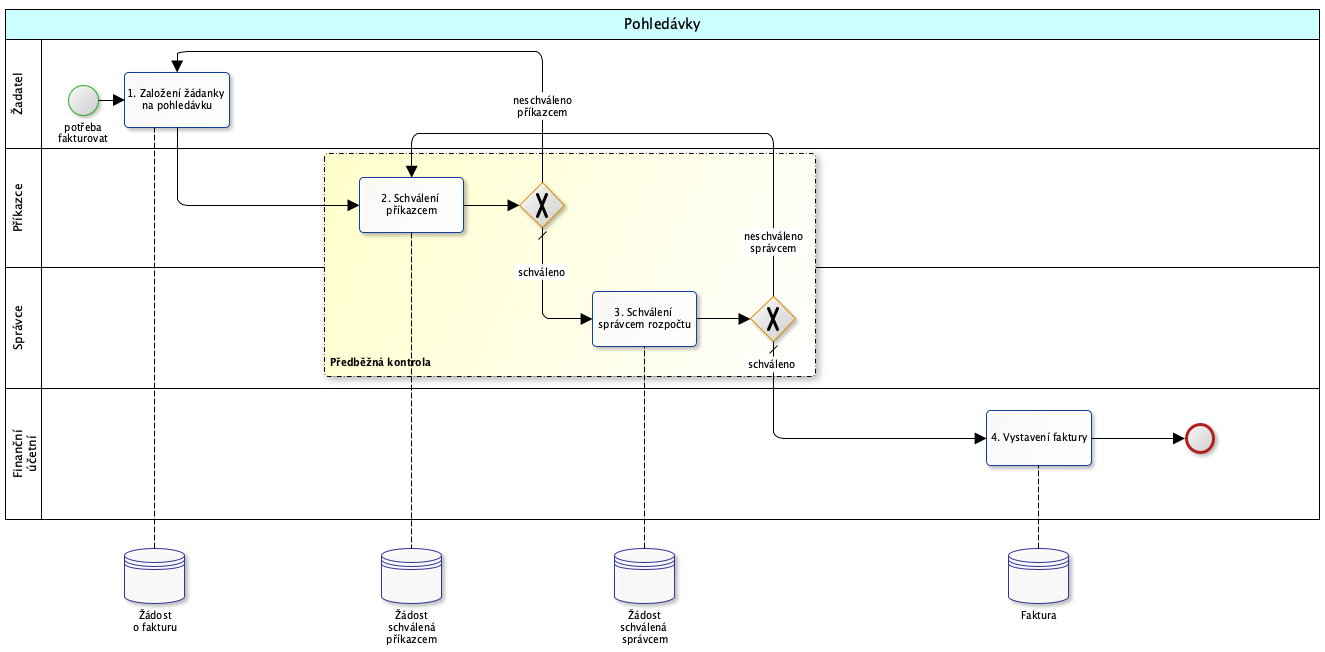 Pohledávky
Žadatel
potřeba
fakturovat
1. Založení žádanky
na pohledávku
neschváleno
příkazcem
Příkazce
2. Schválení
příkazcem
X
schváleno
neschváleno
správcem
Správce
3. Schválení
správcem rozpočtu
X
schváleno
Předběžná kontrola
Finanční
účetní
4. Vystavení faktury
Žádost
o fakturu
Žádost
schválená
příkazcem
Žádost
schválená
správcem
Faktura